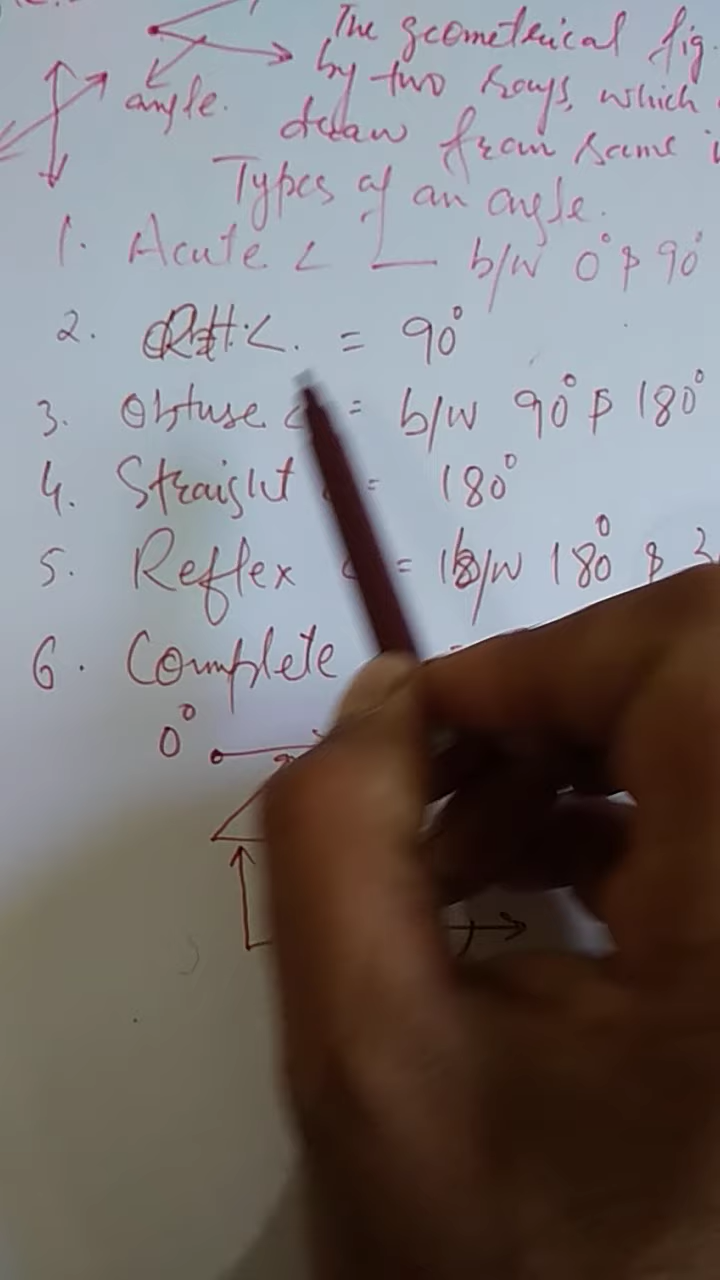 The geometrical fig.
by two rays, which
angle.
draw from same
Types of an angle.
1. Acute < — b/w 0° & 90°
2. Rt. <. = 90°
3. Obtuse < = b/w 90° & 180°
4. Straight = 180°
5. Reflex < = b/w 180° & 3
6. Complete
0°